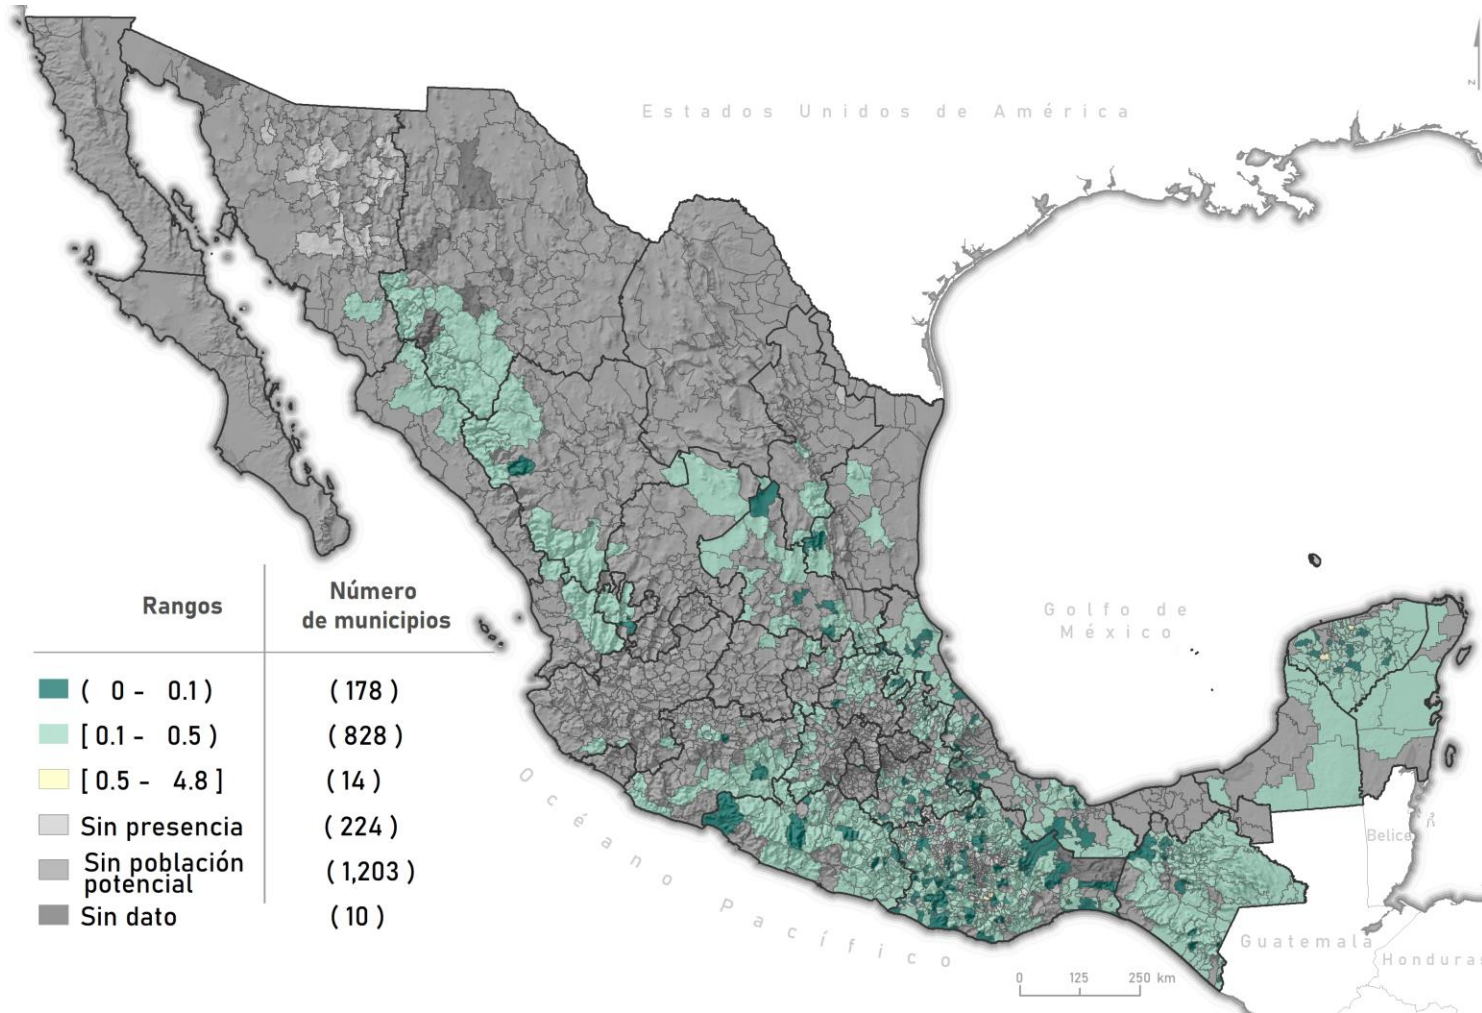 N
Estados Unidos de América
Golfo de
México
Rangos
Número
de municipios
( 0 - 0.1)
( 178 )
[ 0.1 - 0.5 )
( 828 )
[ 0.5 - 4.8 ]
( 14 )
Sin presencia
( 224 )
Sin población
potencial
( 1,203 )
Sin dato
( 10 )
Océano Pacífico
Belice
Guatemala
Honduras
0 125 250 km